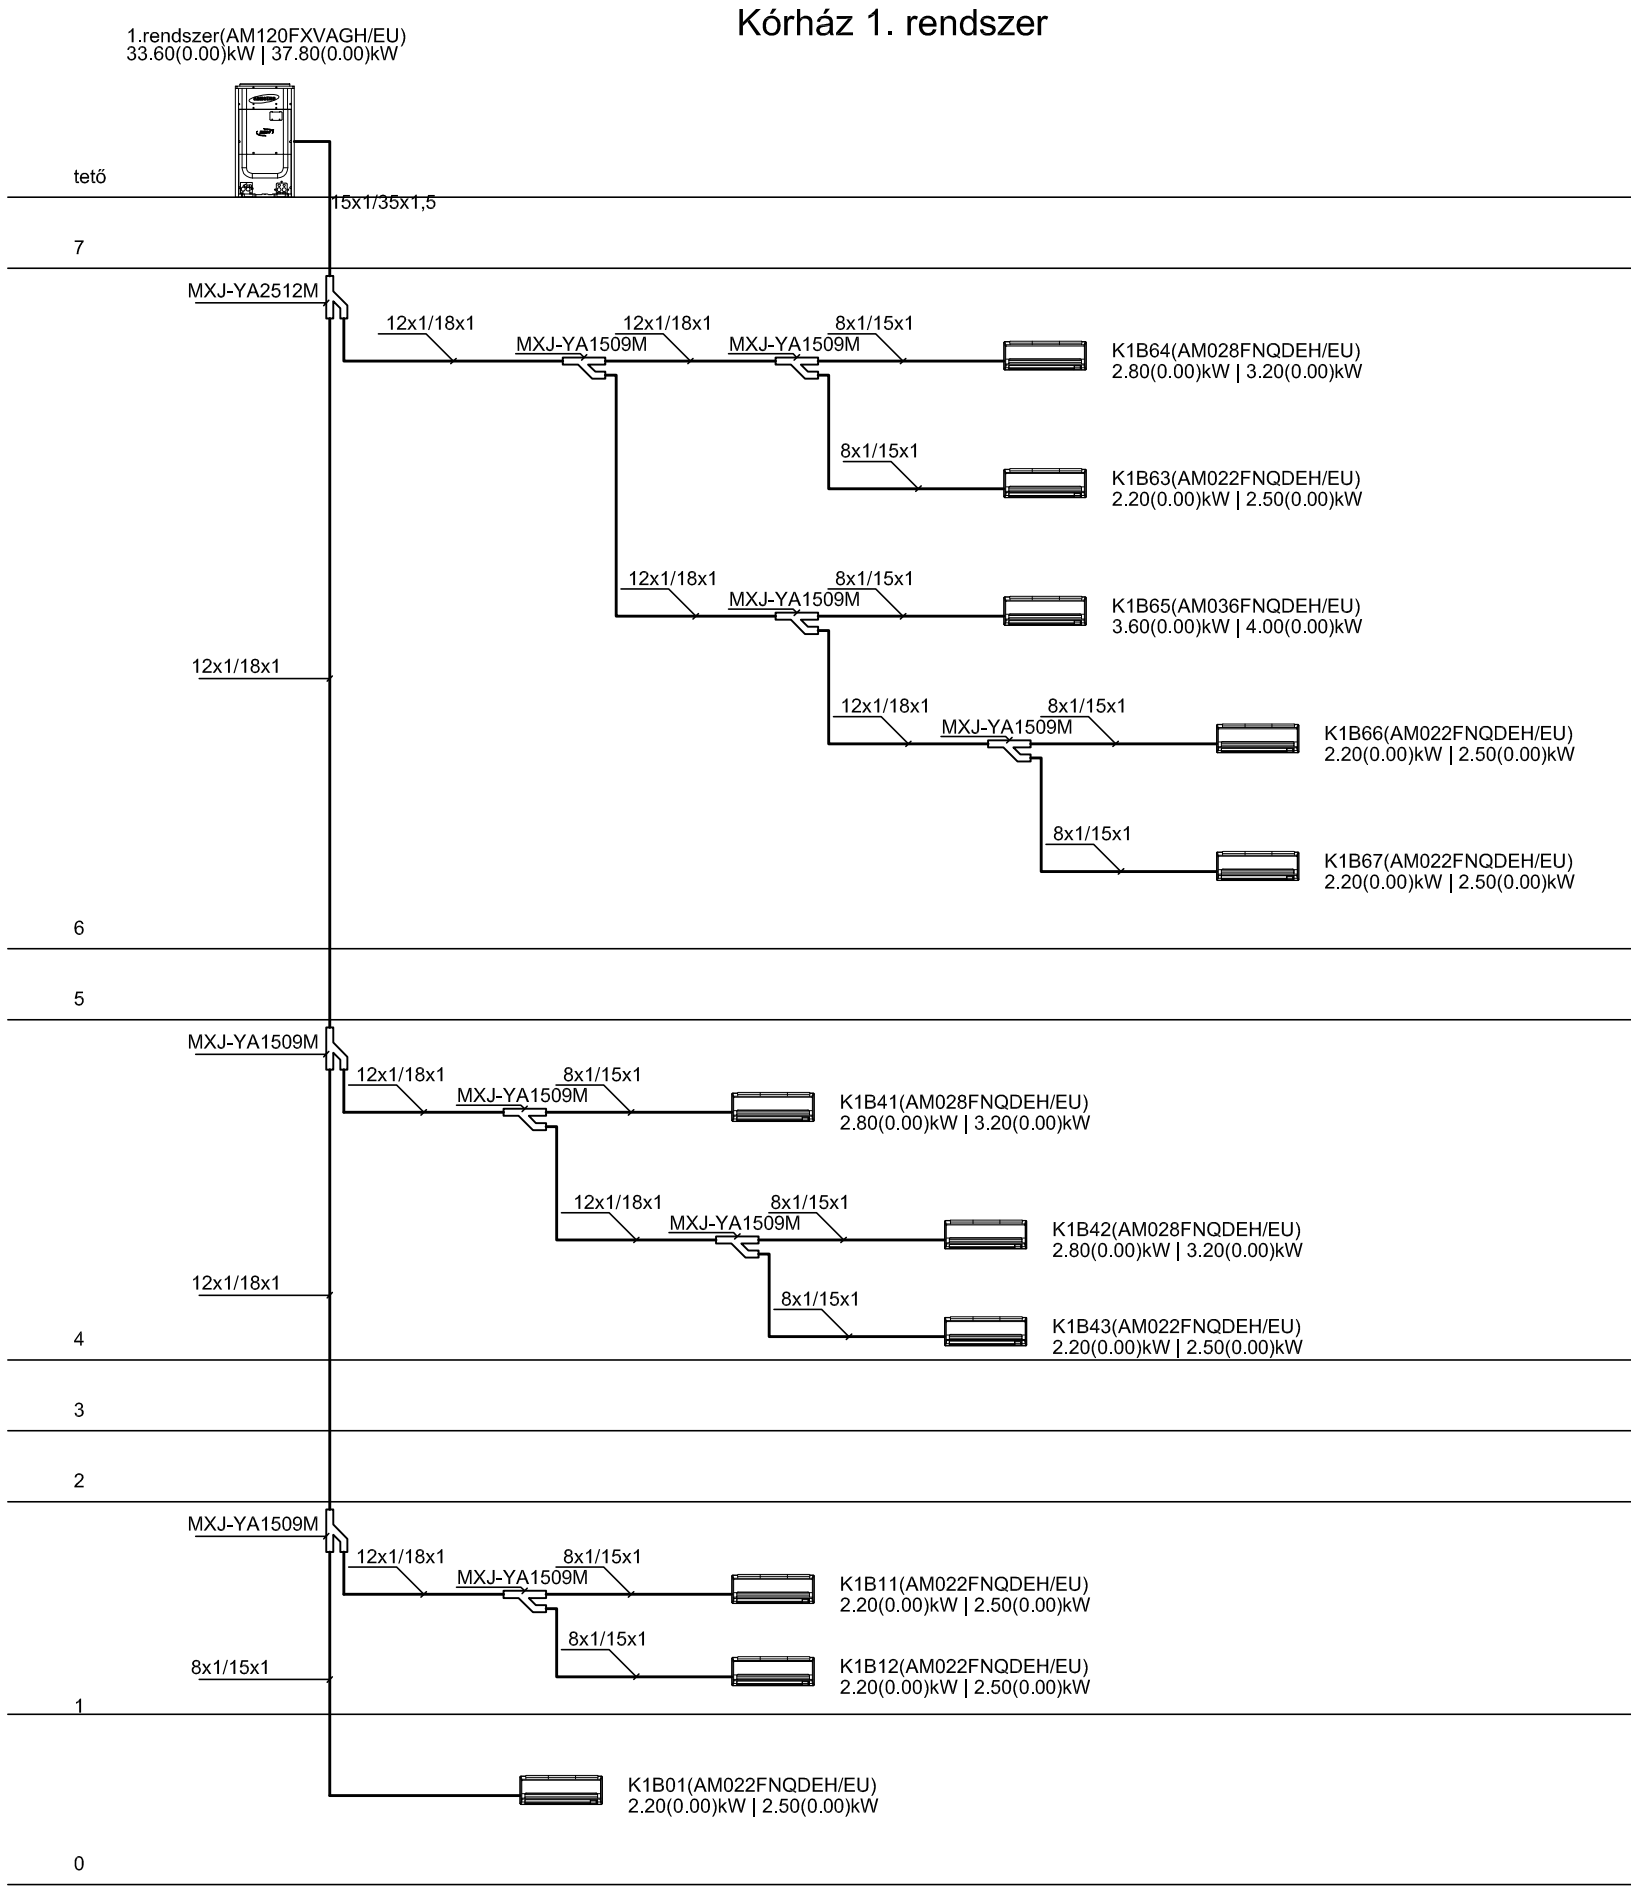 Kórház 1. rendszer
1.rendszer(AM120FXVAGH/EU)
33.60(0.00)kW | 37.80(0.00)kW
tető
15x1/35x1,5
7
MXJ-YA2512M
12x1/18x1
MXJ-YA1509M
12x1/18x1
MXJ-YA1509M
8x1/15x1
K1B64(AM028FNQDEH/EU)
2.80(0.00)kW | 3.20(0.00)kW
8x1/15x1
K1B63(AM022FNQDEH/EU)
2.20(0.00)kW | 2.50(0.00)kW
12x1/18x1
MXJ-YA1509M
8x1/15x1
K1B65(AM036FNQDEH/EU)
3.60(0.00)kW | 4.00(0.00)kW
12x1/18x1
12x1/18x1
MXJ-YA1509M
8x1/15x1
K1B66(AM022FNQDEH/EU)
2.20(0.00)kW | 2.50(0.00)kW
8x1/15x1
K1B67(AM022FNQDEH/EU)
2.20(0.00)kW | 2.50(0.00)kW
6
5
MXJ-YA1509M
12x1/18x1
MXJ-YA1509M
8x1/15x1
K1B41(AM028FNQDEH/EU)
2.80(0.00)kW | 3.20(0.00)kW
12x1/18x1
MXJ-YA1509M
8x1/15x1
K1B42(AM028FNQDEH/EU)
2.80(0.00)kW | 3.20(0.00)kW
12x1/18x1
8x1/15x1
K1B43(AM022FNQDEH/EU)
2.20(0.00)kW | 2.50(0.00)kW
4
3
2
MXJ-YA1509M
12x1/18x1
MXJ-YA1509M
8x1/15x1
K1B11(AM022FNQDEH/EU)
2.20(0.00)kW | 2.50(0.00)kW
8x1/15x1
K1B12(AM022FNQDEH/EU)
2.20(0.00)kW | 2.50(0.00)kW
8x1/15x1
1
K1B01(AM022FNQDEH/EU)
2.20(0.00)kW | 2.50(0.00)kW
0